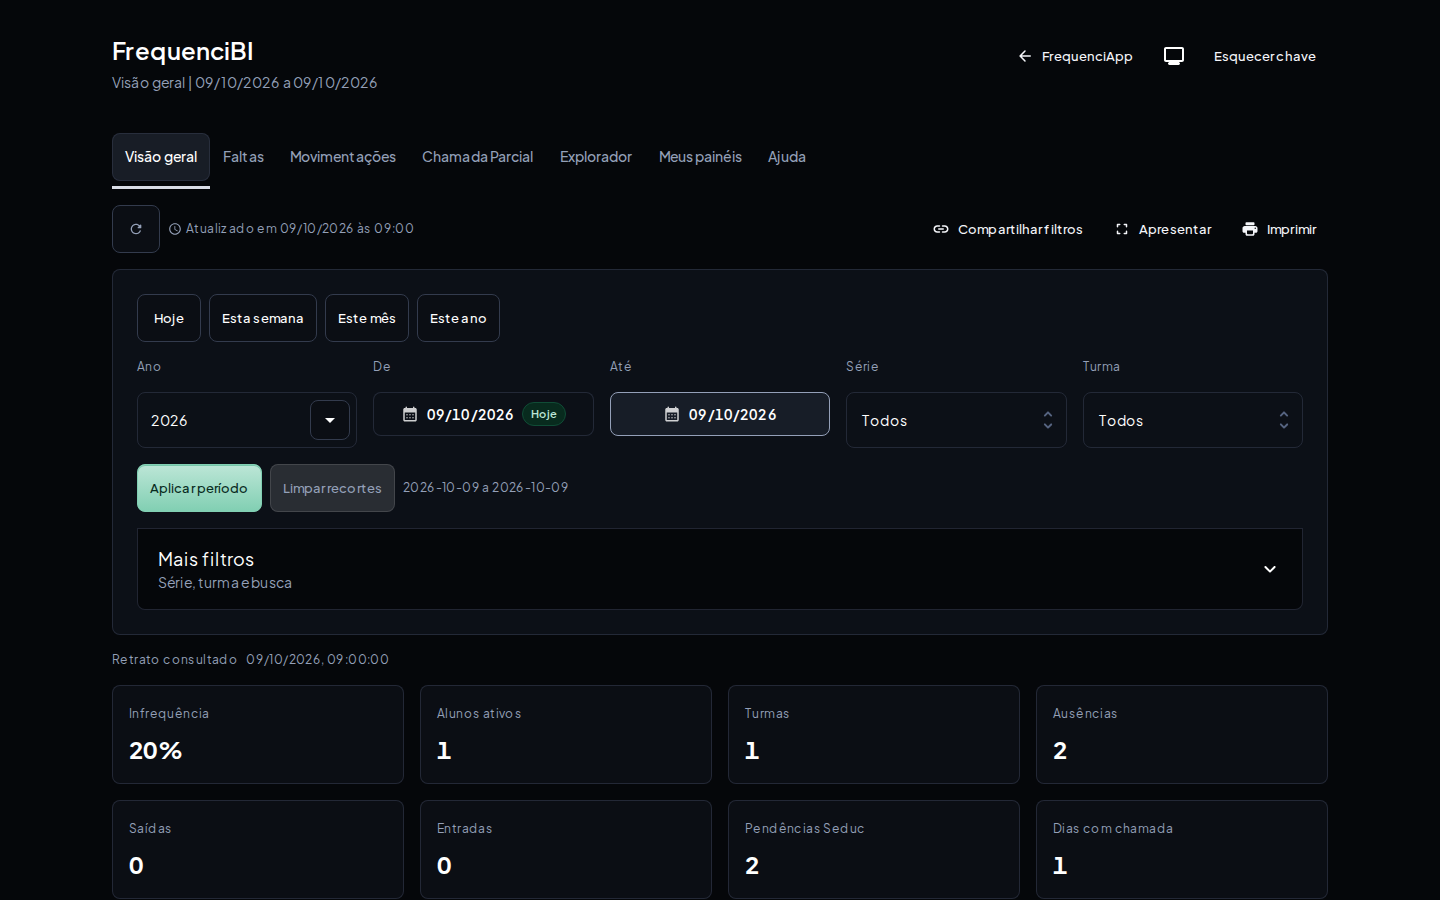 FrequenciBI
Visão geral | 09/10/2026 a 09/10/2026
FrequenciApp
Esquecer chave
Visão geral
Faltas
Movimentações
Chamada Parcial
Explorador
Meus painéis
Ajuda
Atualizado em 09/10/2026 às 09:00
Compartilhar filtros
Apresentar
Imprimir
Hoje
Esta semana
Este mês
Este ano
Ano
De
Até
Série
Turma
2026
09/10/2026 Hoje
09/10/2026
Todos
Todos
Aplicar período
Limpar recortes
2026-10-09 a 2026-10-09
Mais filtros
Série, turma e busca
Retrato consultado 09/10/2026, 09:00:00
Infrequência
20%
Alunos ativos
1
Turmas
1
Ausências
2
Saídas
0
Entradas
0
Pendências Seduc
2
Dias com chamada
1